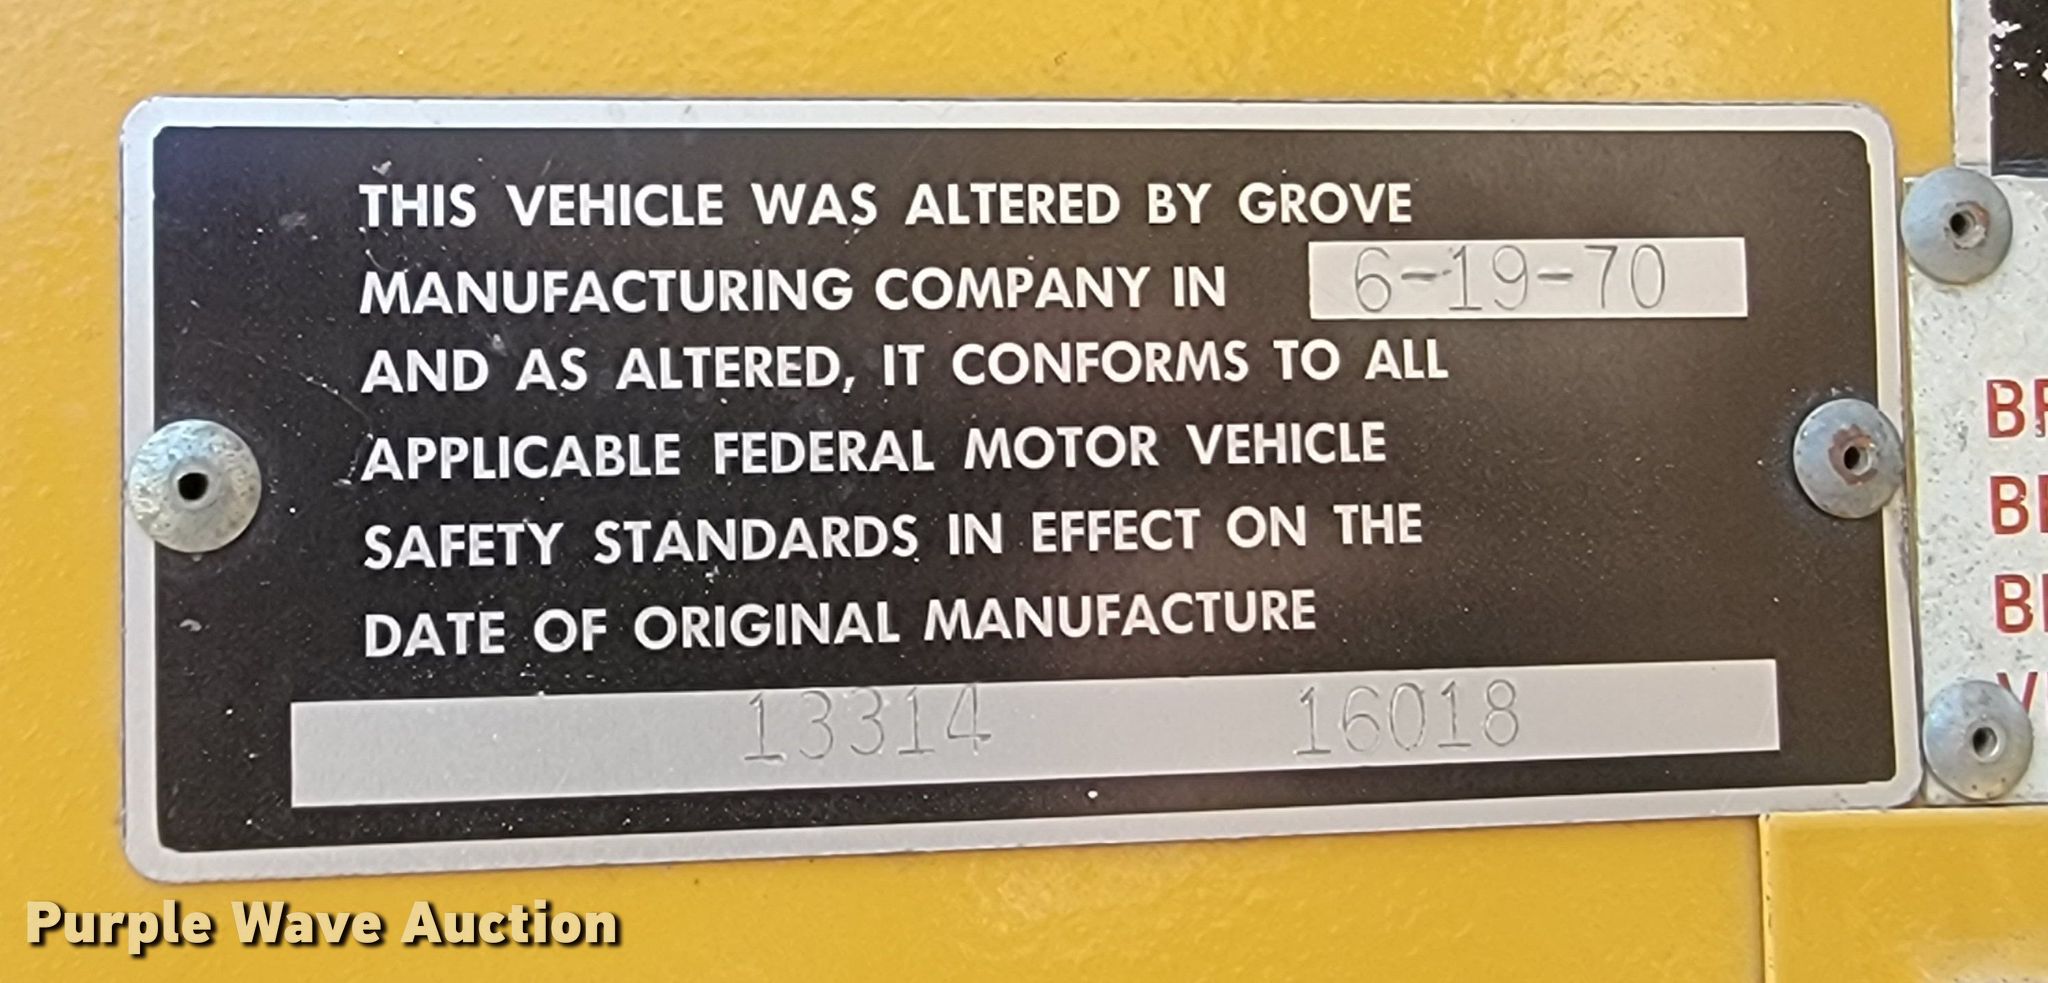 THIS VEHICLE WAS ALTERED BY GROVE
MANUFACTURING COMPANY IN 6-19-70
AND AS ALTERED, IT CONFORMS TO ALL
APPLICABLE FEDERAL MOTOR VEHICLE
SAFETY STANDARDS IN EFFECT ON THE
DATE OF ORIGINAL MANUFACTURE
13314 16018
Purple Wave Auction